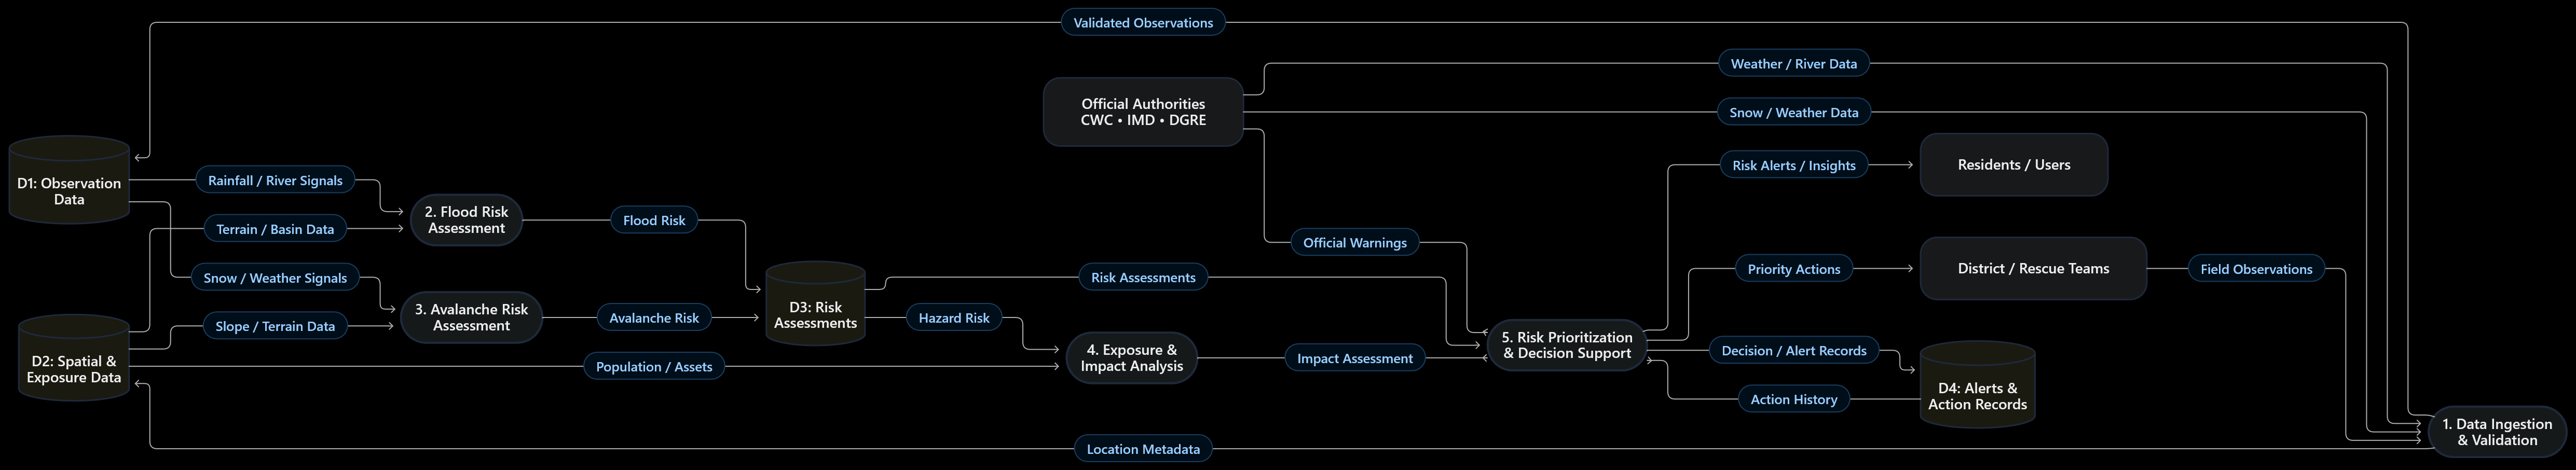 Validated Observations
Weather / River Data
Official Authorities
CWC • IMD • DGRE
Snow / Weather Data
D1: Observation
Data
Rainfall / River Signals
Risk Alerts / Insights
Residents / Users
2. Flood Risk
Assessment
Flood Risk
Terrain / Basin Data
Official Warnings
Snow / Weather Signals
Risk Assessments
Priority Actions
District / Rescue Teams
Field Observations
3. Avalanche Risk
Assessment
Avalanche Risk
D3: Risk
Assessments
Hazard Risk
Slope / Terrain Data
D2: Spatial &
Exposure Data
Population / Assets
4. Exposure &
Impact Analysis
Impact Assessment
5. Risk Prioritization
& Decision Support
Decision / Alert Records
Action History
D4: Alerts &
Action Records
1. Data Ingestion
& Validation
Location Metadata